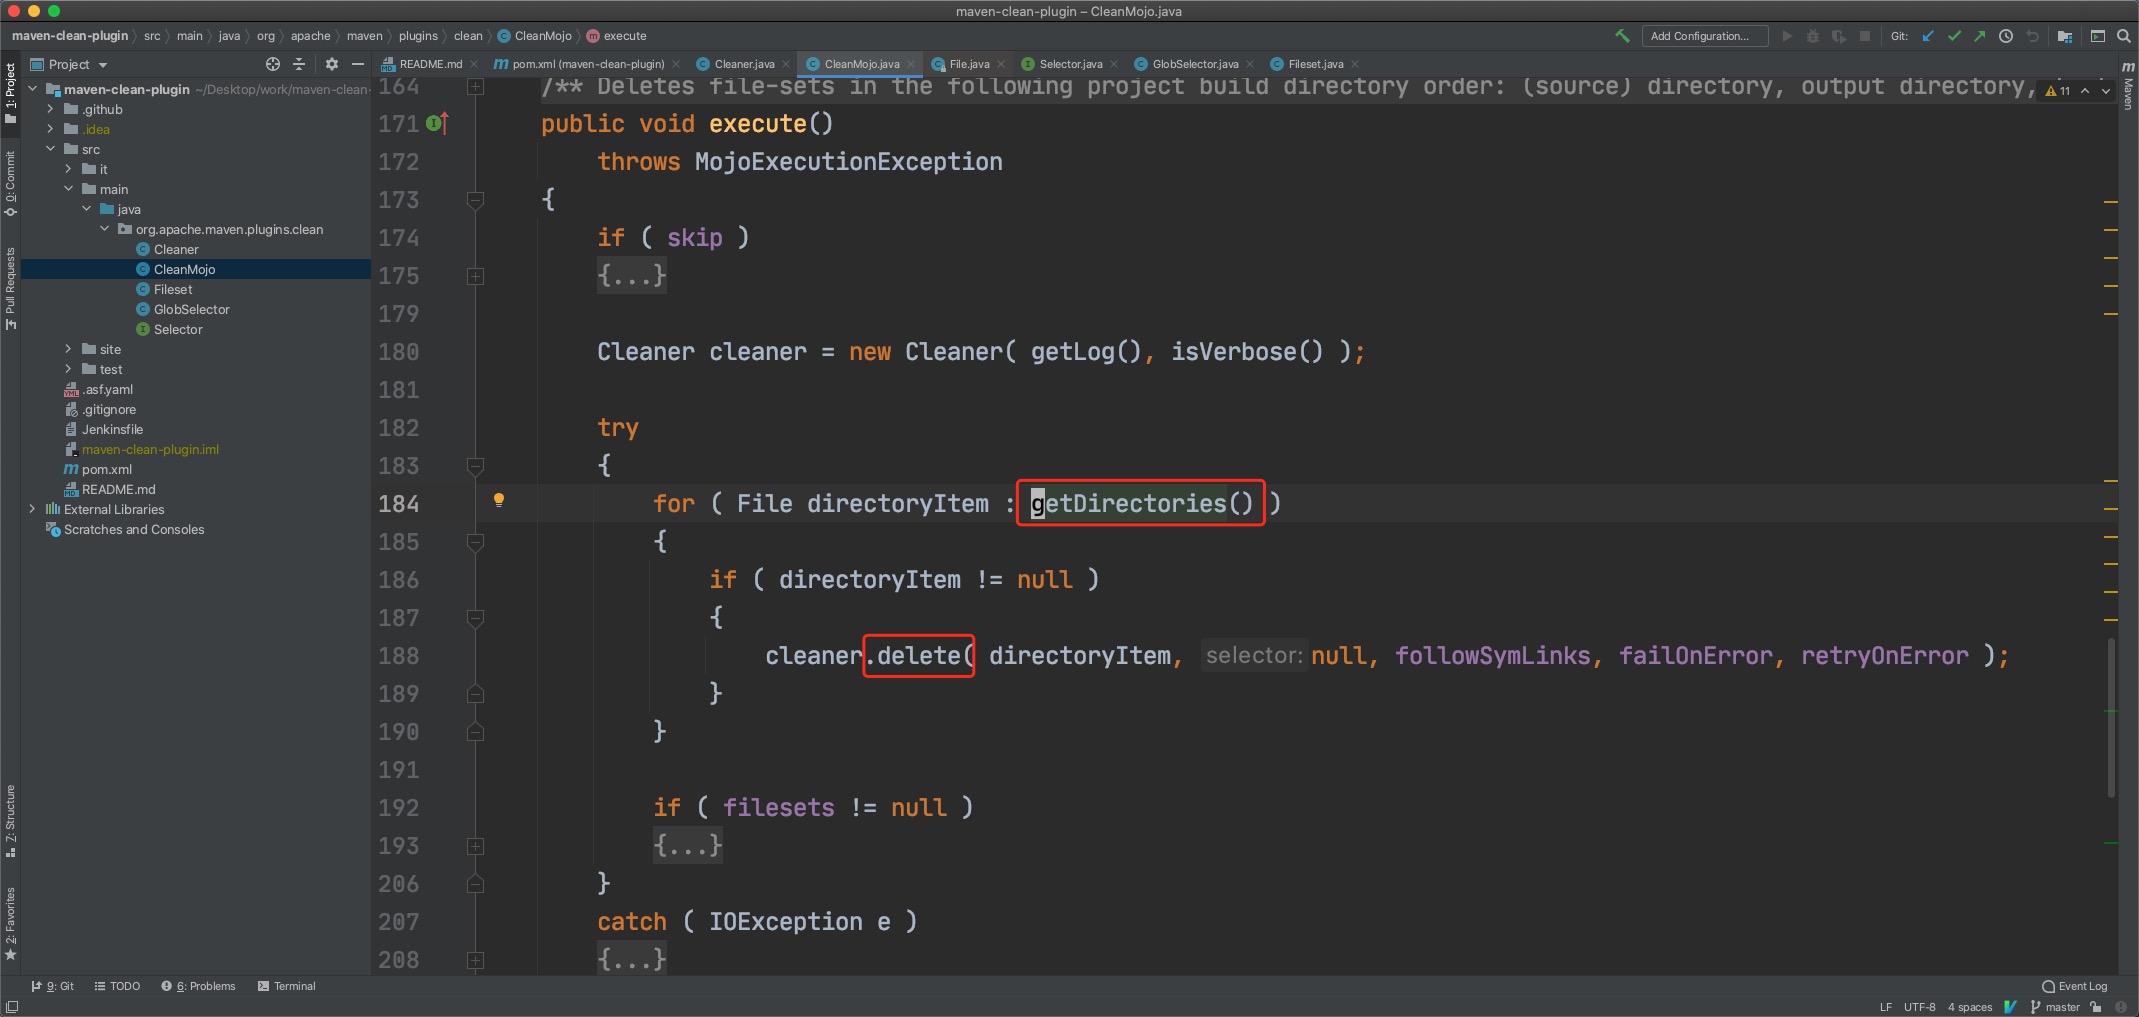 maven-clean-plugin – CleanMojo.java
maven-clean-plugin src main java org apache maven plugins clean CleanMojo execute
Add Configuration...
Git:
Project
README.md
pom.xml (maven-clean-plugin)
Cleaner.java
CleanMojo.java
File.java
Selector.java
GlobSelector.java
Fileset.java
1: Project
0: Commit
Pull Requests
Z: Structure
2: Favorites
maven-clean-plugin ~/Desktop/work/maven-clean-
.github
.idea
src
it
main
java
org.apache.maven.plugins.clean
Cleaner
CleanMojo
Fileset
GlobSelector
Selector
site
test
.asf.yaml
.gitignore
Jenkinsfile
maven-clean-plugin.iml
pom.xml
README.md
External Libraries
Scratches and Consoles
164 /** Deletes file-sets in the following project build directory order: (source) directory, output directory,
11
Maven
171 public void execute()
172 throws MojoExecutionException
173 {
174 if ( skip )
175 {...}
179
180 Cleaner cleaner = new Cleaner( getLog(), isVerbose() );
181
182 try
183 {
184 for ( File directoryItem : getDirectories() )
185 {
186 if ( directoryItem != null )
187 {
188 cleaner.delete( directoryItem, selector: null, followSymLinks, failOnError, retryOnError );
189 }
190 }
191
192 if ( filesets != null )
193 {...}
206 }
207 catch ( IOException e )
208 {...}
9: Git
TODO
6: Problems
Terminal
Event Log
LF UTF-8 4 spaces master